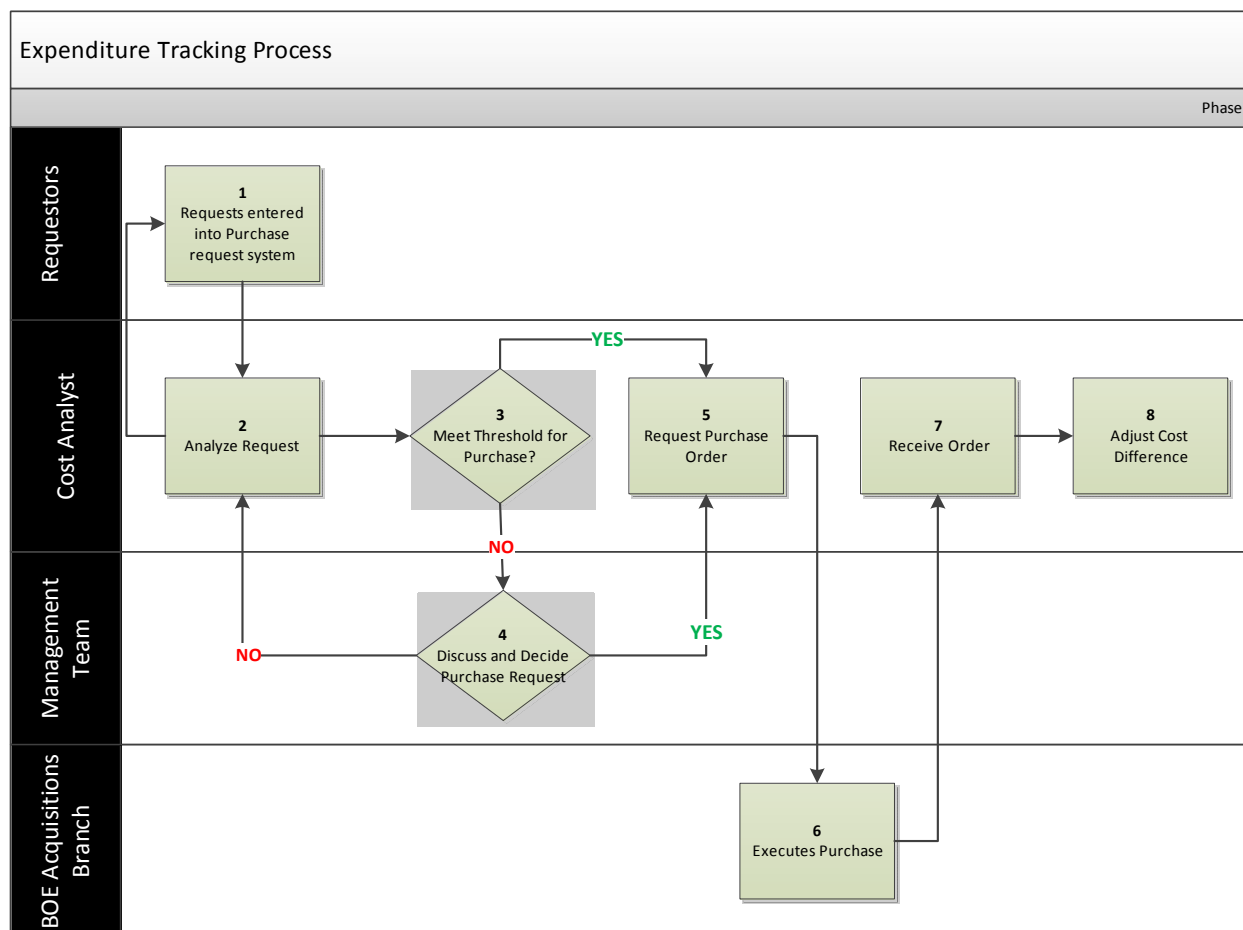 Expenditure Tracking Process
Phase
Requestors
1
Requests entered
into Purchase
request system
Cost Analyst
2
Analyze Request
3
Meet Threshold for
Purchase?
YES
5
Request Purchase
Order
7
Receive Order
8
Adjust Cost
Difference
NO
Management
Team
4
Discuss and Decide
Purchase Request
NO
YES
BOE Acquisitions
Branch
6
Executes Purchase